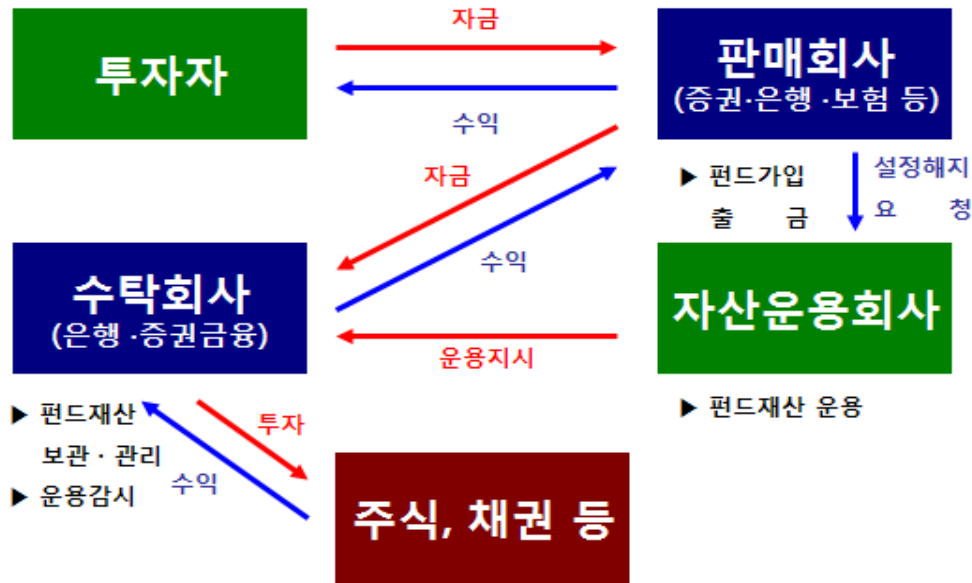 자금
투자자
판매회사
(증권·은행 ·보험 등)
수익
자금
▶ 펀드가입
출 금
설정해지
요 청
수익
수탁회사
(은행 ·증권금융)
자산운용회사
운용지시
▶ 펀드재산
보관 · 관리
▶ 운용감시
투자
수익
▶ 펀드재산 운용
주식, 채권 등